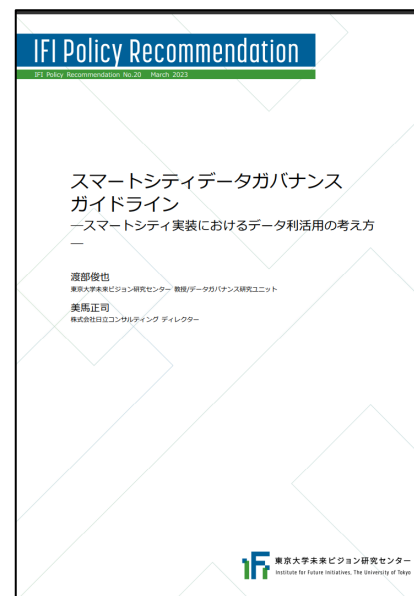 IFI Policy Recommendation
IFI Policy Recommendation No.20 March 2023
スマートシティデータガバナンス
ガイドライン
―スマートシティ実装におけるデータ利活用の考え方
―
渡部俊也
東京大学未来ビジョン研究センター 教授/データガバナンス研究ユニット
美馬正司
株式会社日立コンサルティング ディレクター
IFI
東京大学未来ビジョン研究センター
Institute for Future Initiatives, The University of Tokyo